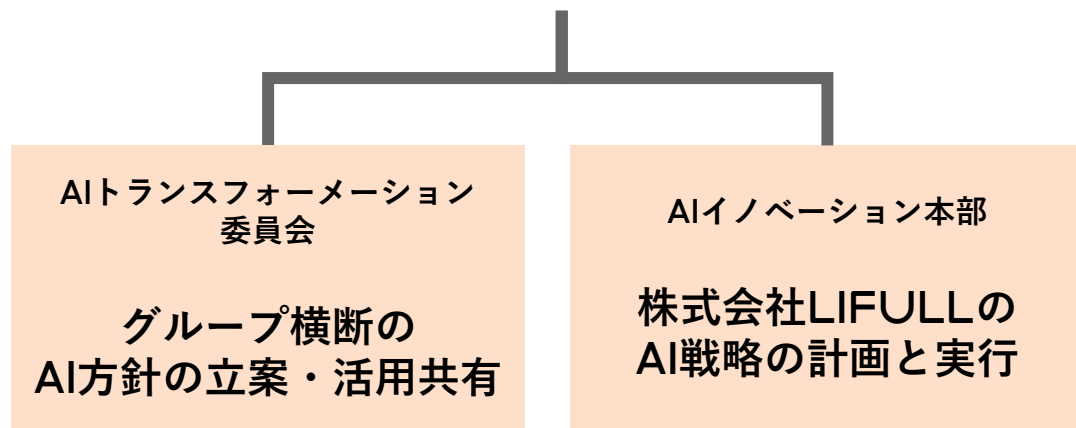 AIトランスフォーメーション
委員会
グループ横断の
AI方針の立案・活用共有
AIイノベーション本部
株式会社LIFULLの
AI戦略の計画と実行